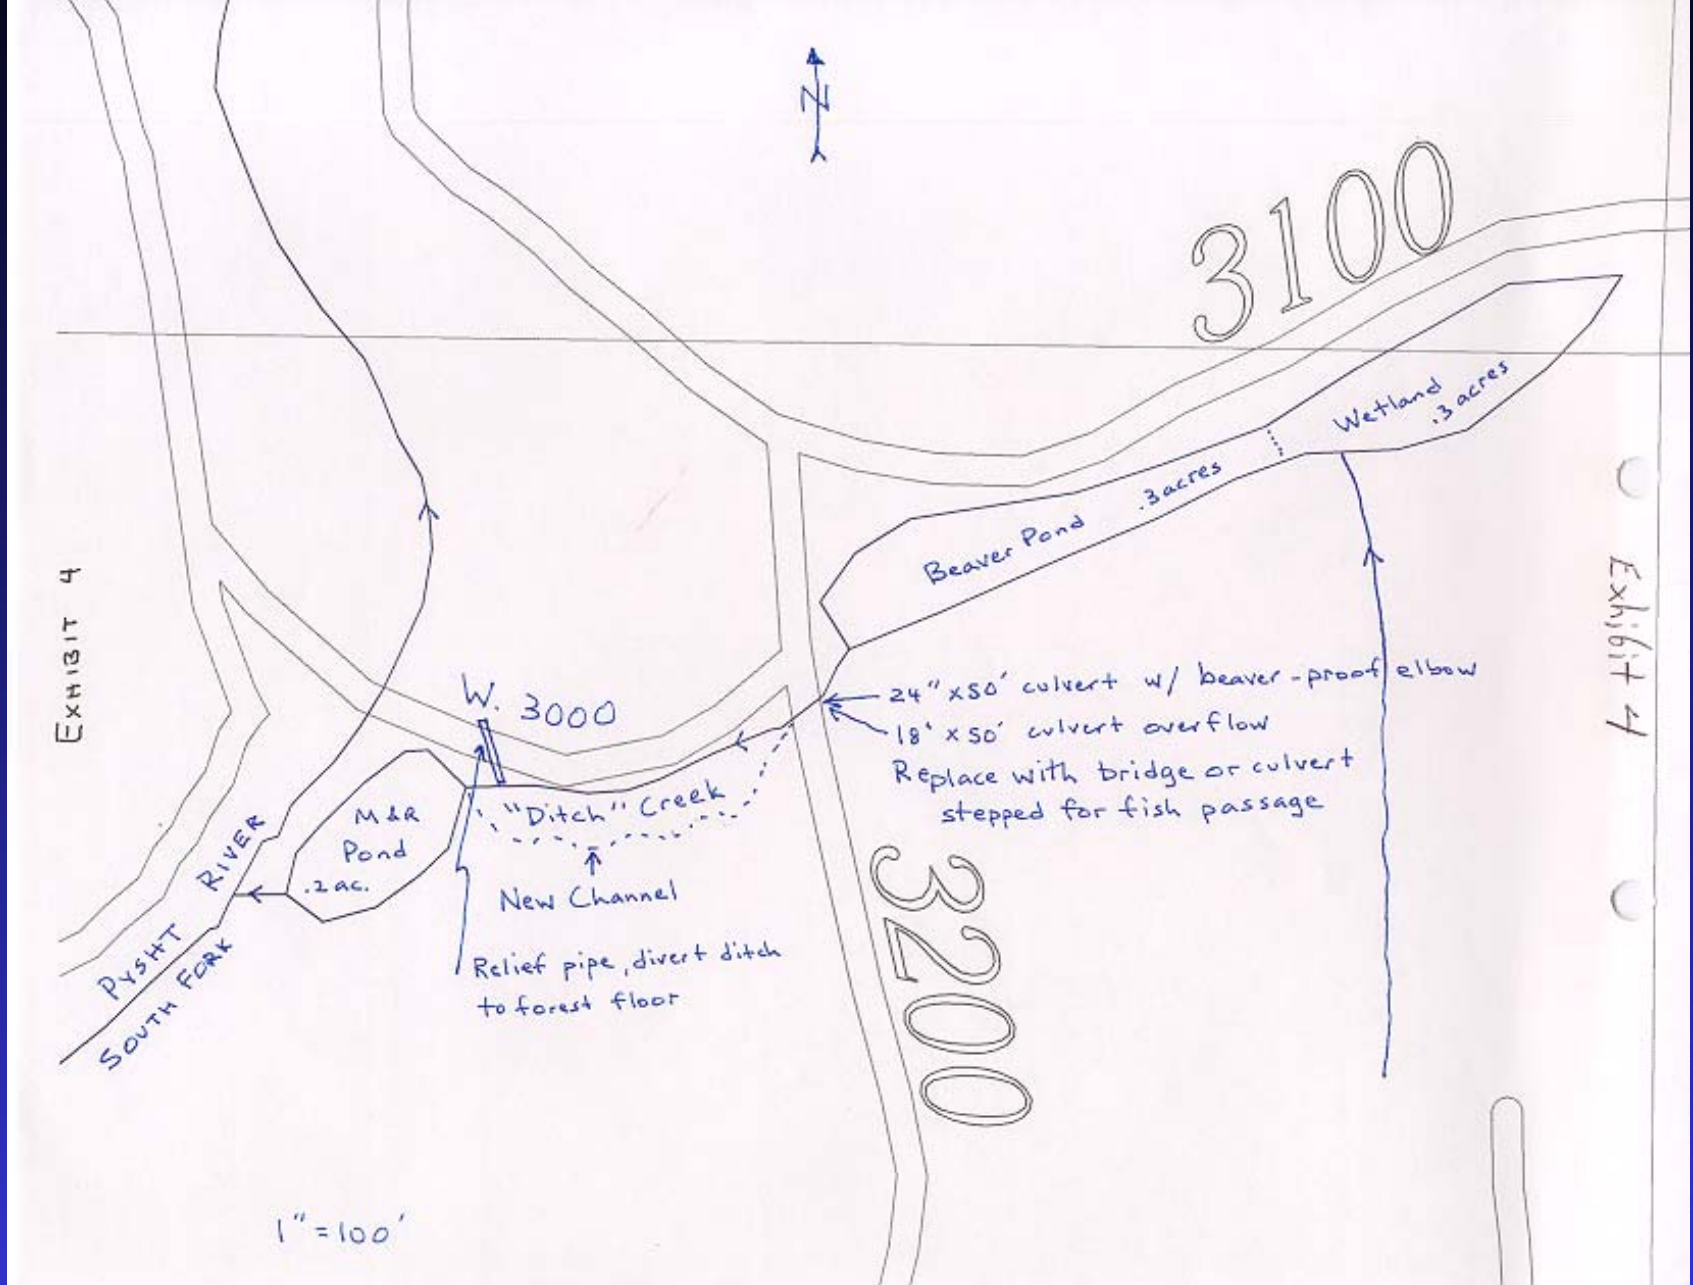 N
3100
Wetland
.3 acres
Beaver Pond .3 acres
EXHIBIT 4
Exhibit 4
24" x 50' culvert w/ beaver-proof elbow
18' x 50' culvert overflow
Replace with bridge or culvert
stepped for fish passage
W. 3000
"Ditch" Creek
M&R
Pond
.2 ac.
New Channel
Relief pipe, divert ditch
to forest floor
PYSHT RIVER
SOUTH FORK
3200
1" = 100'